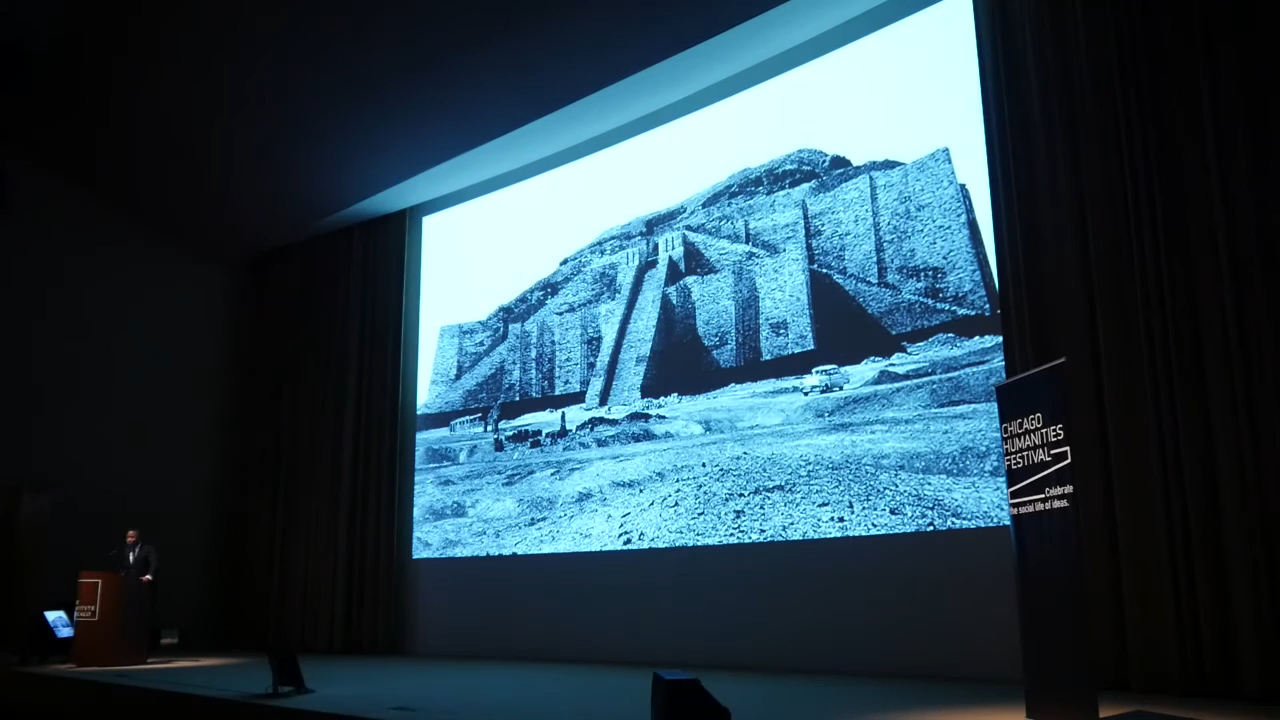 CHICAGO
HUMANITIES
FESTIVAL
Celebrate
the social life of ideas.